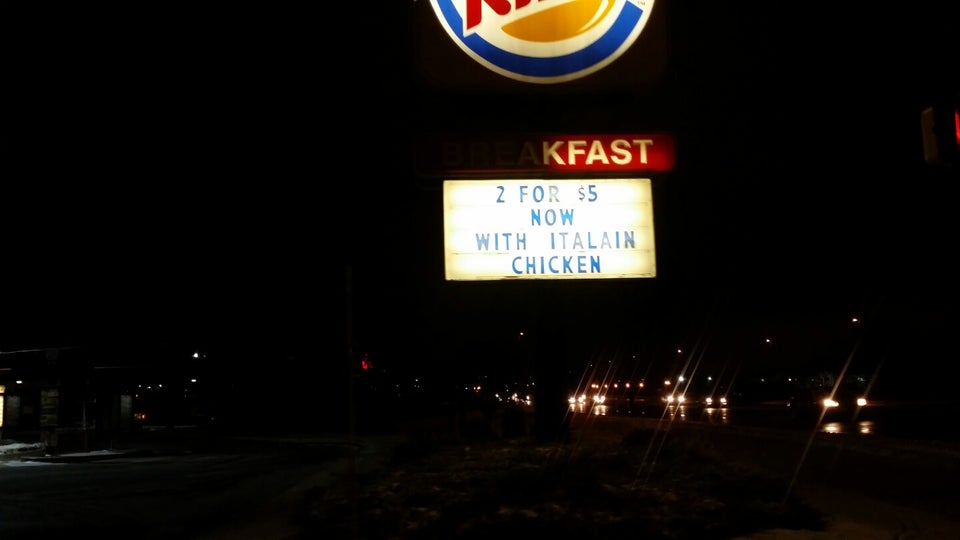 BREAKFAST
2 FOR $5
NOW
WITH ITALAIN
CHICKEN